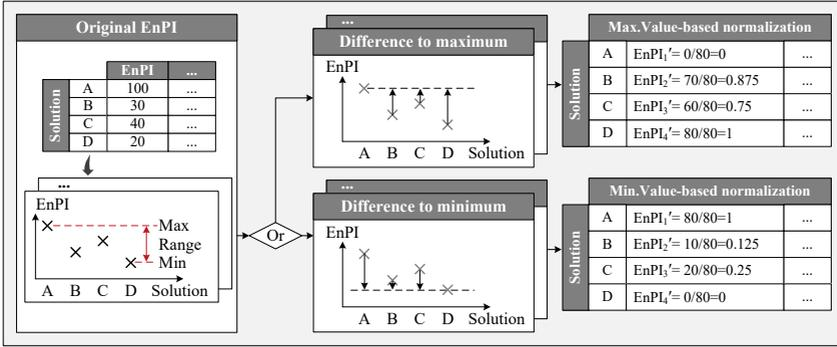 Original EnPI
EnPI ...
Solution
A 100 ...
B 30 ...
C 40 ...
D 20 ...
...
EnPI
Max
Range
Min
A B C D Solution
Or
...
Difference to maximum
EnPI
A B C D Solution
...
Difference to minimum
EnPI
A B C D Solution
Max.Value-based normalization
Solution
A EnPI₁′= 0/80=0 ...
B EnPI₂′= 70/80=0.875 ...
C EnPI₃′= 60/80=0.75 ...
D EnPI₄′= 80/80=1 ...
Min.Value-based normalization
Solution
A EnPI₁′= 80/80=1 ...
B EnPI₂′= 10/80=0.125 ...
C EnPI₃′= 20/80=0.25 ...
D EnPI₄′= 0/80=0 ...